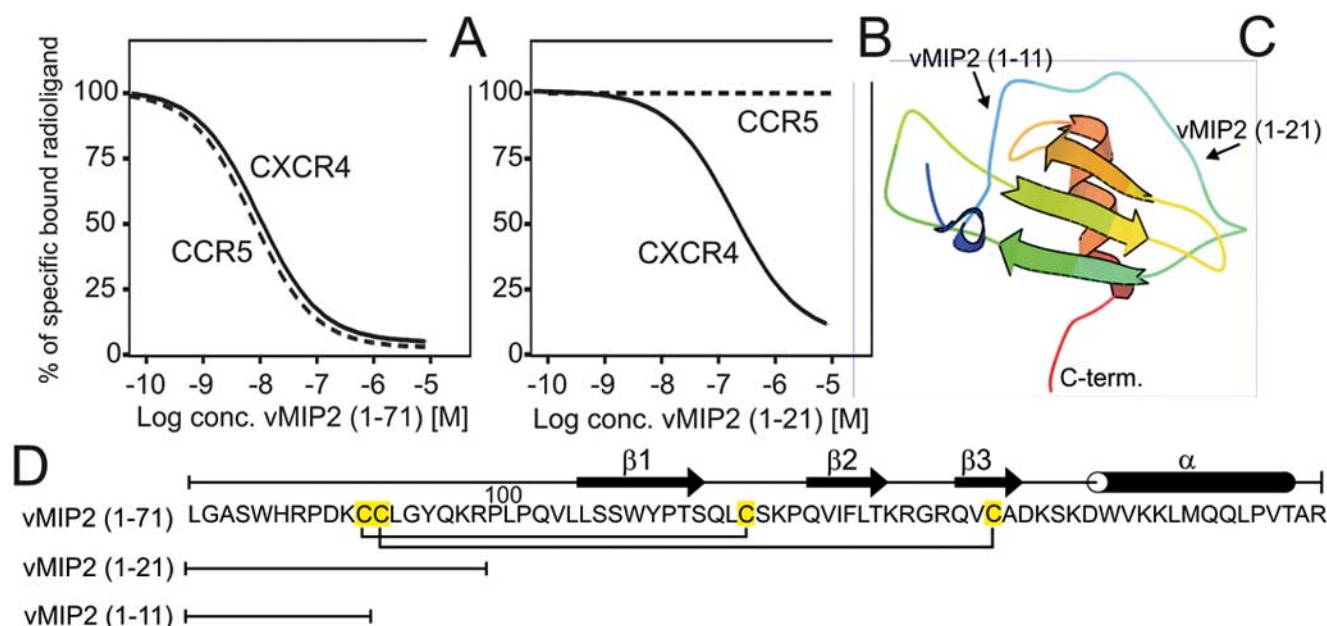 A
% of specific bound radioligand
100
75
50
25
0
CXCR4
CCR5
-10 -9 -8 -7 -6 -5
Log conc. vMIP2 (1-71) [M]
B
100
75
50
25
0
CCR5
CXCR4
-10 -9 -8 -7 -6 -5
Log conc. vMIP2 (1-21) [M]
C
vMIP2 (1-11)
vMIP2 (1-21)
C-term.
D
β1 β2 β3 α
100
vMIP2 (1-71) LGASWHRPDKCCLGYQKRPLPQVLLSSWYPTSQLCSKPQVIFLTKRGRQVCADKSKDWVKKLMQQLPVTAR
vMIP2 (1-21)
vMIP2 (1-11)